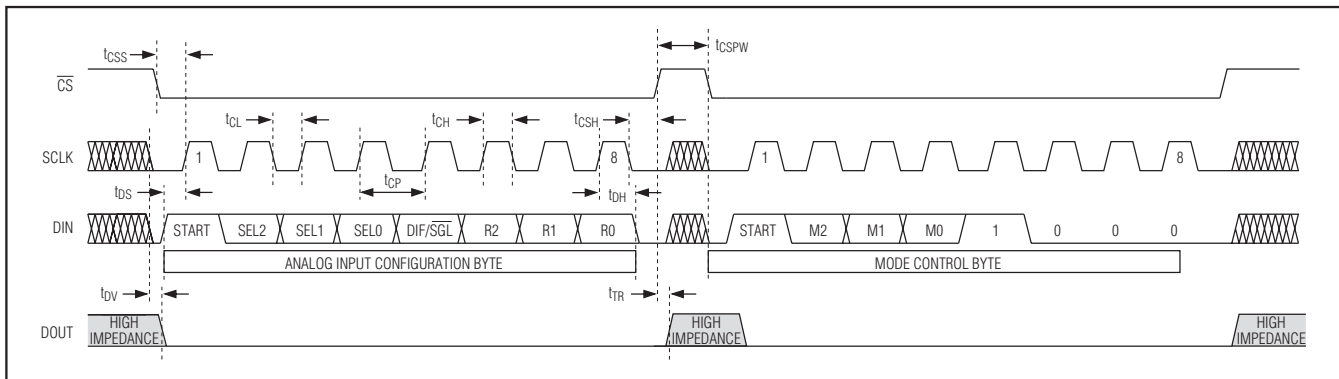 tCSS
tCSPW
CS
tCL
tCH
tCSH
SCLK
1
8
1
8
tCP
tDS
tDH
DIN
START
SEL2
SEL1
SEL0
DIF/SGL
R2
R1
R0
START
M2
M1
M0
1
0
0
0
ANALOG INPUT CONFIGURATION BYTE
MODE CONTROL BYTE
tDV
tTR
DOUT
HIGH
IMPEDANCE
HIGH
IMPEDANCE
HIGH
IMPEDANCE